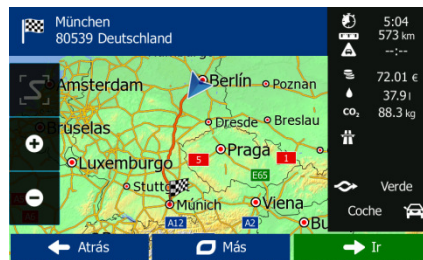 München
80539 Deutschland
5:04
573 km
--:--
72.01 €
37.9 l
CO₂ 88.3 kg
Verde
Coche
Amsterdam
Berlín
Poznan
Bruselas
Dresde
Breslau
Luxemburgo
Praga
5
1
E65
Stutt
Múnich
Viena
A12
A2
Bu
Atrás
Más
Ir